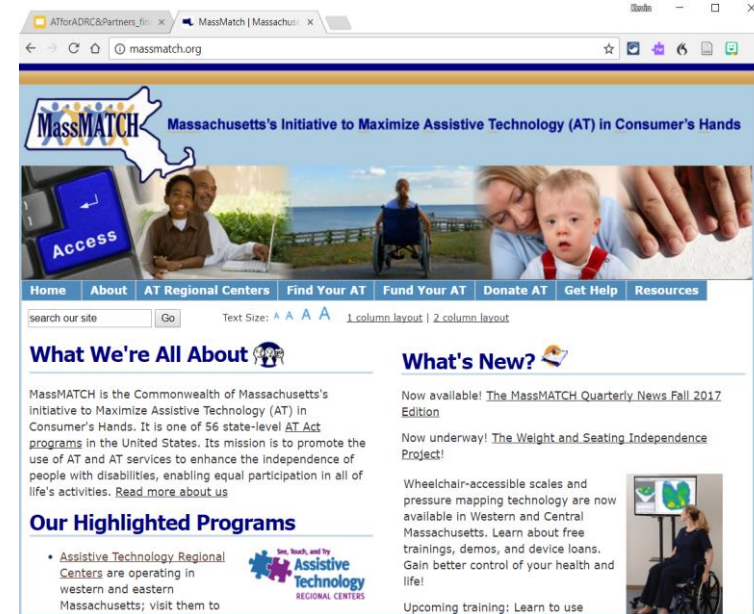 ATforADRC&Partners_fin
MassMatch | Massachuse
massmatch.org
MassMATCH
Massachusetts's Initiative to Maximize Assistive Technology (AT) in Consumer's Hands
Access
Home About AT Regional Centers Find Your AT Fund Your AT Donate AT Get Help Resources
search our site Go Text Size: A A A A 1 column layout | 2 column layout
What We're All About
MassMATCH is the Commonwealth of Massachusetts's
initiative to Maximize Assistive Technology (AT) in
Consumer's Hands. It is one of 56 state-level AT Act
programs in the United States. Its mission is to promote the
use of AT and AT services to enhance the independence of
people with disabilities, enabling equal participation in all of
life's activities. Read more about us
Our Highlighted Programs
• Assistive Technology Regional
Centers are operating in
western and eastern
Massachusetts; visit them to
See, Touch, and Try
Assistive
Technology
REGIONAL CENTERS
What's New?
Now available! The MassMATCH Quarterly News Fall 2017
Edition
Now underway! The Weight and Seating Independence
Project!
Wheelchair-accessible scales and
pressure mapping technology are now
available in Western and Central
Massachusetts. Learn about free
trainings, demos, and device loans.
Gain better control of your health and
life!
Upcoming training: Learn to use